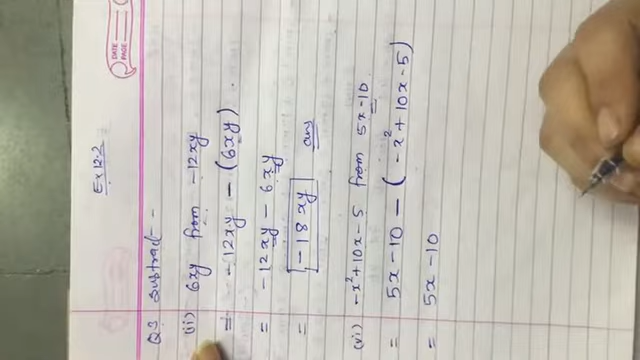 DATE
PAGE
Ex 12.2
Q3 Subtract -
(ii) 6xy from -12xy
= -12xy - (6xy).
= -12xy - 6xy
= -18xy ans
(vi) -x²+10x-5 from 5x-10
= 5x-10 - (-x²+10x-5)
= 5x-10